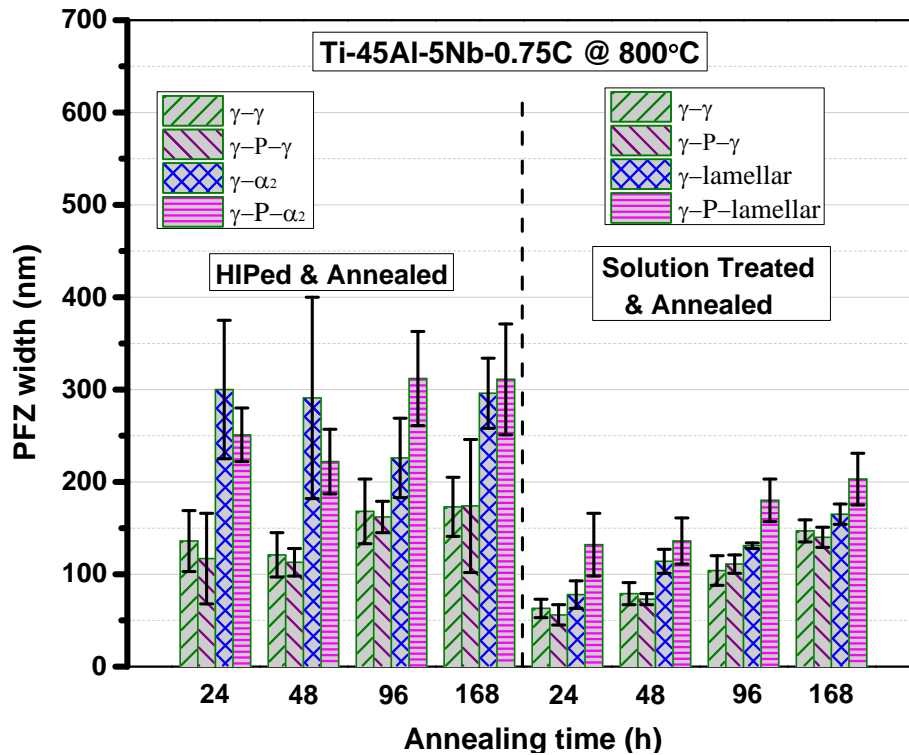 Ti-45Al-5Nb-0.75C @ 800°C
γ−γ
γ−P−γ
γ−α₂
γ−P−α₂
γ−γ
γ−P−γ
γ−lamellar
γ−P−lamellar
HIPed & Annealed
Solution Treated
& Annealed
PFZ width (nm)
700
600
500
400
300
200
100
0
24 48 96 168 24 48 96 168
Annealing time (h)